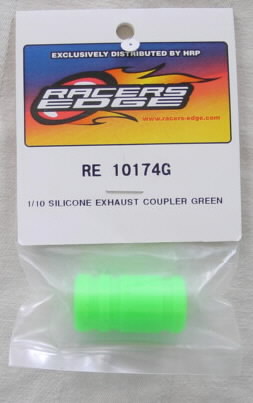 EXCLUSIVELY DISTRIBUTED BY HRP
RACERS
EDGE
www.racers-edge.com
RE 10174G
1/10 SILICONE EXHAUST COUPLER GREEN